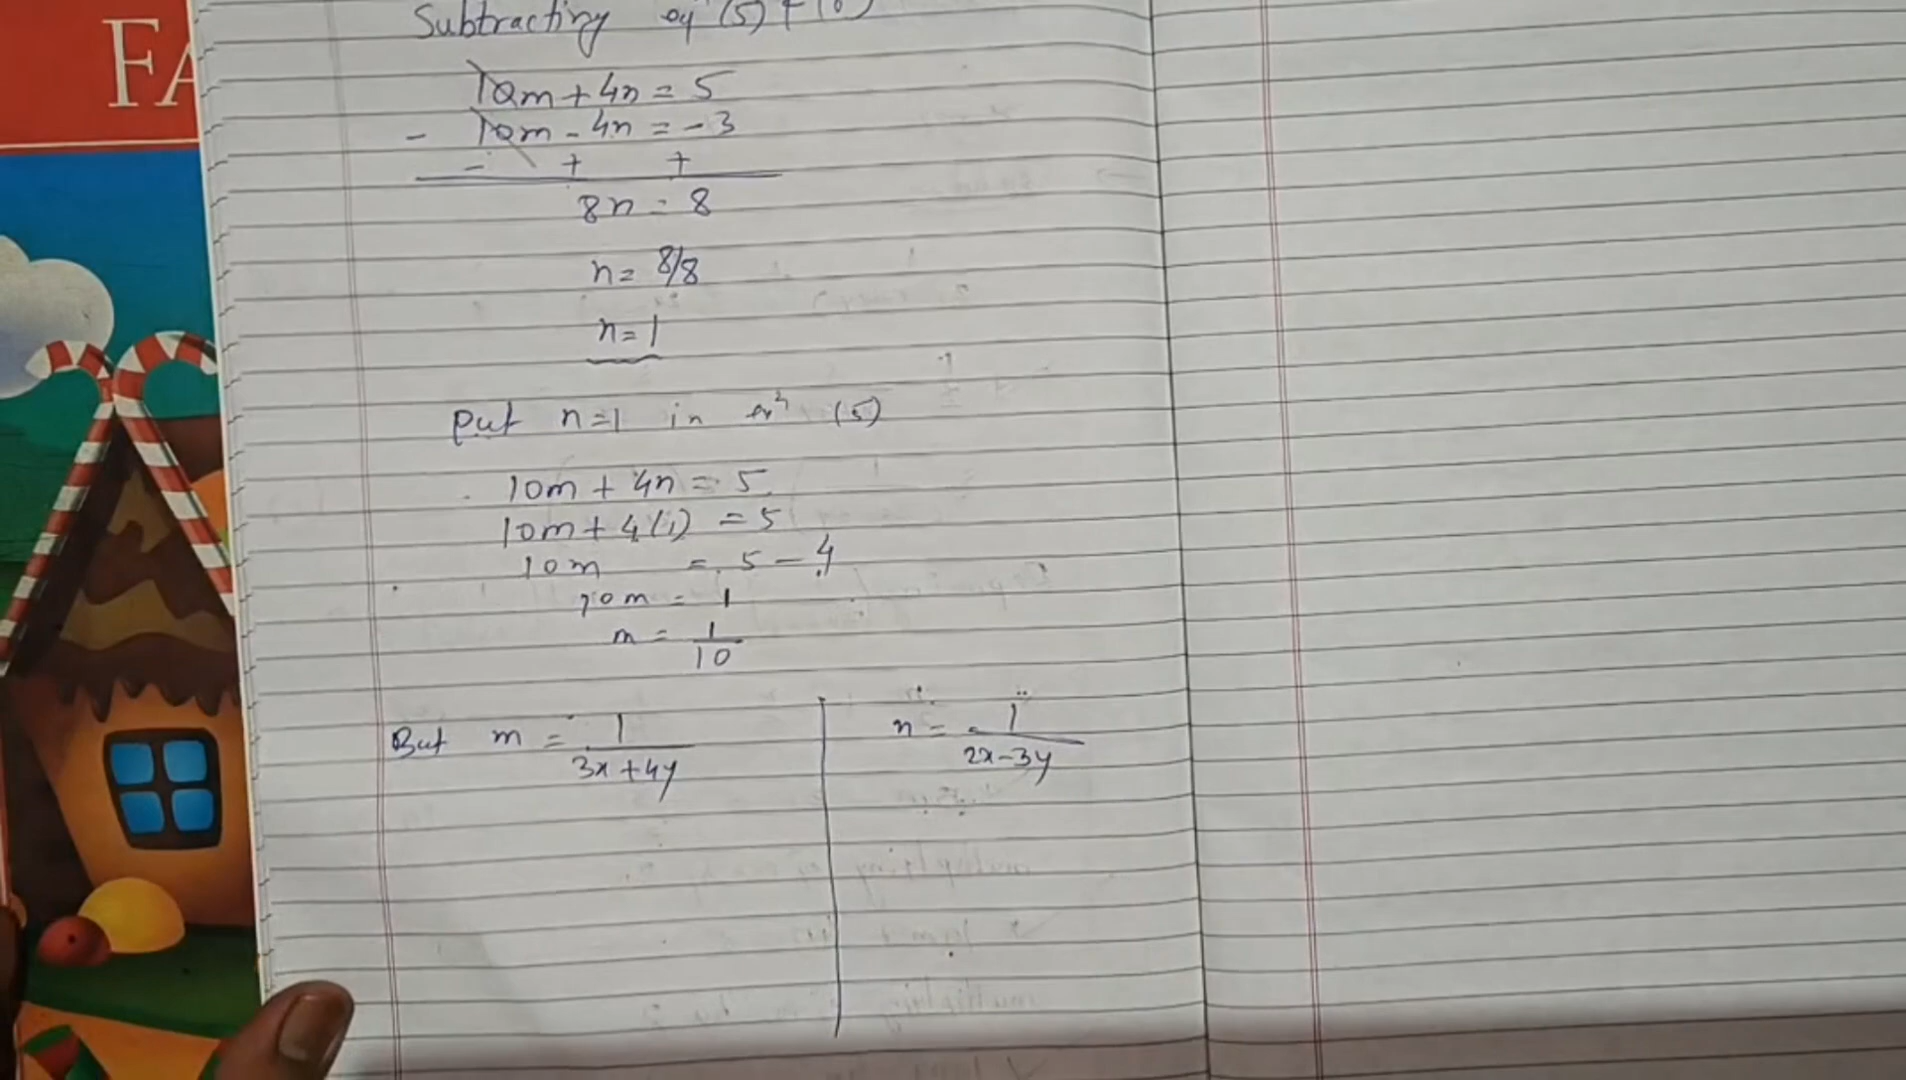 FA
Subtracting eqⁿ (5) + (6)
10m + 4n = 5
- 10m - 4n = - 3
- + +
8n = 8
n = 8/8
n = 1
Put n=1 in eqⁿ (5)
10m + 4n = 5
10m + 4(1) = 5
10m = 5 - 4
10m = 1
m = 1/10
But m = 1/3x+4y
n = 1/2x-3y